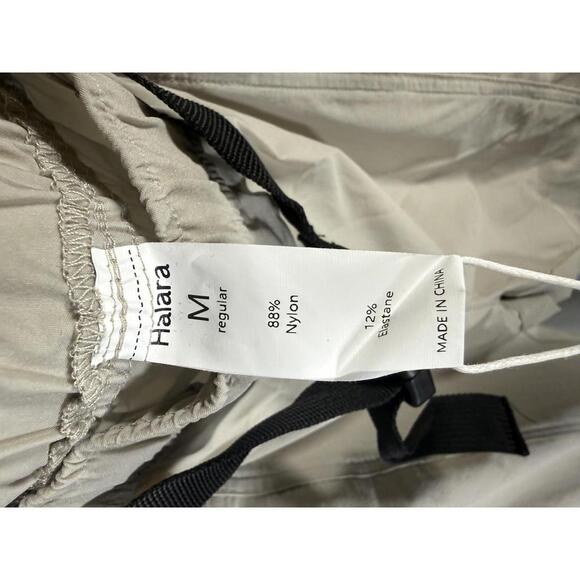 Halara
M
regular
88%
Nylon
12%
Elastane
MADE IN CHINA